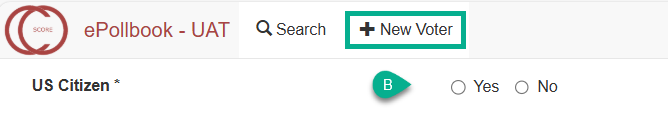 SCORE ePollbook - UAT Search New Voter
US Citizen * B Yes No